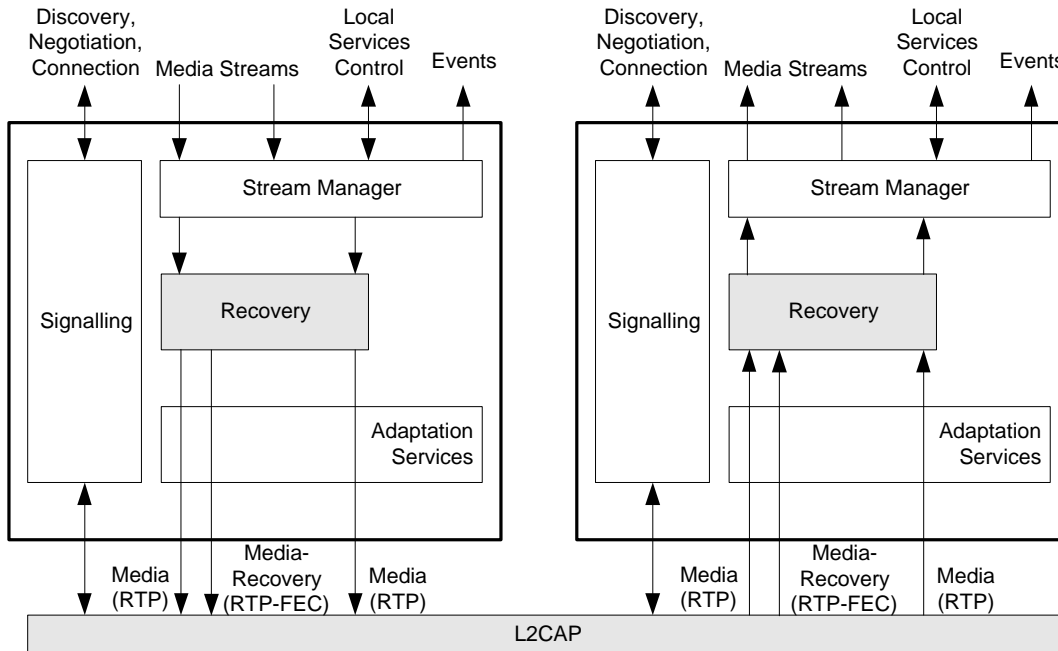 Discovery,
Negotiation,
Connection
Media Streams
Local
Services
Control
Events
Stream Manager
Signalling
Recovery
Adaptation
Services
Media
(RTP)
Media-
Recovery
(RTP-FEC)
Media
(RTP)
Discovery,
Negotiation,
Connection
Media Streams
Local
Services
Control
Events
Stream Manager
Signalling
Recovery
Adaptation
Services
Media
(RTP)
Media-
Recovery
(RTP-FEC)
Media
(RTP)
L2CAP